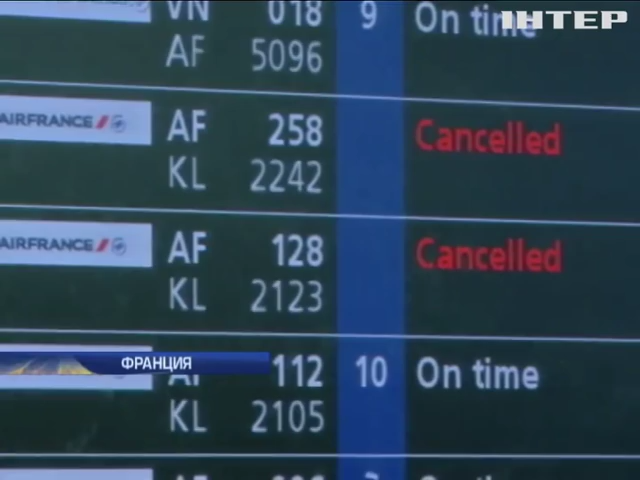 VN 018 9 On time
ІНТЕР
AF 5096
AIRFRANCE AF 258 Cancelled
KL 2242
AIRFRANCE AF 128 Cancelled
KL 2123
ФРАНЦИЯ
AF 112 10 On time
KL 2105